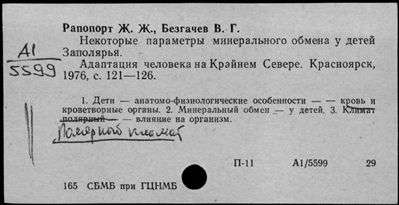 Рапопорт Ж. Ж., Безгачев В. Г.
Некоторые параметры минерального обмена у детей
Заполярья.
А1
5599
Адаптация человека на Крайнем Севере. Красноярск,
1976, с. 121—126.
1. Дети — анатомо-физиологические особенности — — кровь и
кроветворные органы. 2. Минеральный обмен — у детей. 3. Климат
полярный — — влияние на организм.
Полярный климат
П-11 А1/5599 29
165 СБМБ при ГЦНМБ